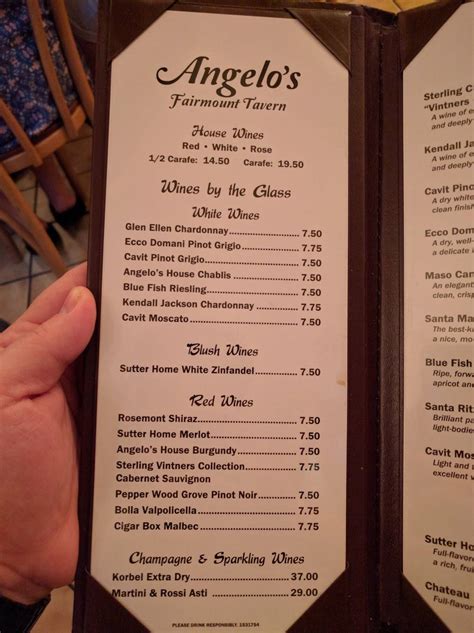 Angelo's
Fairmount Tavern
House Wines
Red • White • Rose
1/2 Carafe: 14.50 Carafe: 19.50
Wines by the Glass
White Wines
Glen Ellen Chardonnay 7.50
Ecco Domani Pinot Grigio 7.75
Cavit Pinot Grigio 7.50
Angelo's House Chablis 7.50
Blue Fish Riesling 7.50
Kendall Jackson Chardonnay 7.75
Cavit Moscato 7.50
Blush Wines
Sutter Home White Zinfandel 7.50
Red Wines
Rosemont Shiraz 7.50
Sutter Home Merlot 7.50
Angelo's House Burgundy 7.50
Sterling Vintners Collection 7.75
Cabernet Sauvignon
Pepper Wood Grove Pinot Noir 7.50
Bolla Valpolicella 7.75
Cigar Box Malbec 7.75
Champagne & Sparkling Wines
Korbel Extra Dry 37.00
Martini & Rossi Asti 29.00
PLEASE DRINK RESPONSIBLY. 1531754
Sterling C
"Vintners
A wine of e
and deeply
Kendall Ja
A wine of
and deeply
Cavit Pinot
A dry white
clean finish
Ecco Doman
A dry, well-
a delicate
Maso Can
An elegant
clean, mi
Santa Ma
The best-k
a nice, mo
Blue Fish
Ripe, forw
apricot an
Santa Rit
Brilliant pa
light-bodie
Cavit Mos
Light and
excellent v
Sutter Ho
Full-flavor
a rich, fru
Chateau
Full-flavor